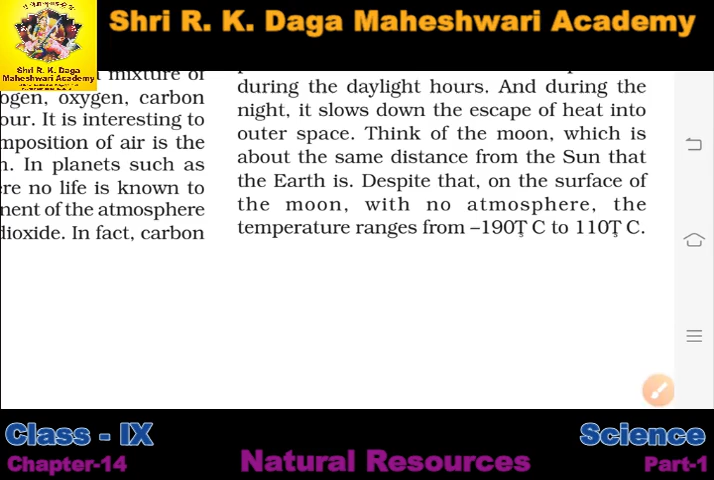 Shri R. K. Daga Maheshwari Academy
Shri R. K. Daga
Maheshwari Academy
mixture of
ogen, oxygen, carbon
our. It is interesting to
mposition of air is the
n. In planets such as
ere no life is known to
nent of the atmosphere
dioxide. In fact, carbon
during the daylight hours. And during the
night, it slows down the escape of heat into
outer space. Think of the moon, which is
about the same distance from the Sun that
the Earth is. Despite that, on the surface of
the moon, with no atmosphere, the
temperature ranges from –190Ţ C to 110Ţ C.
Class - IX
Science
Chapter-14
Natural Resources
Part-1